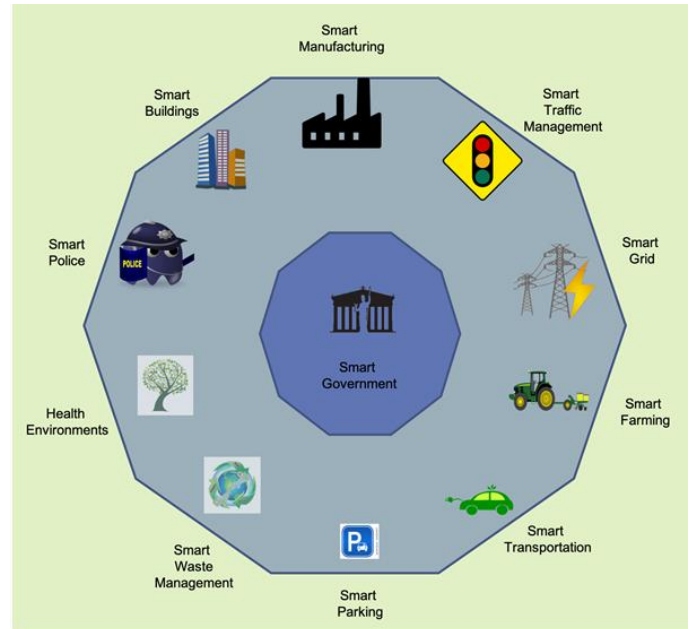 Smart
Manufacturing
Smart
Buildings
Smart
Traffic
Management
Smart
Police
POLICE
Smart
Grid
Smart
Government
Health
Environments
Smart
Farming
Smart
Waste
Management
P
Smart
Transportation
Smart
Parking